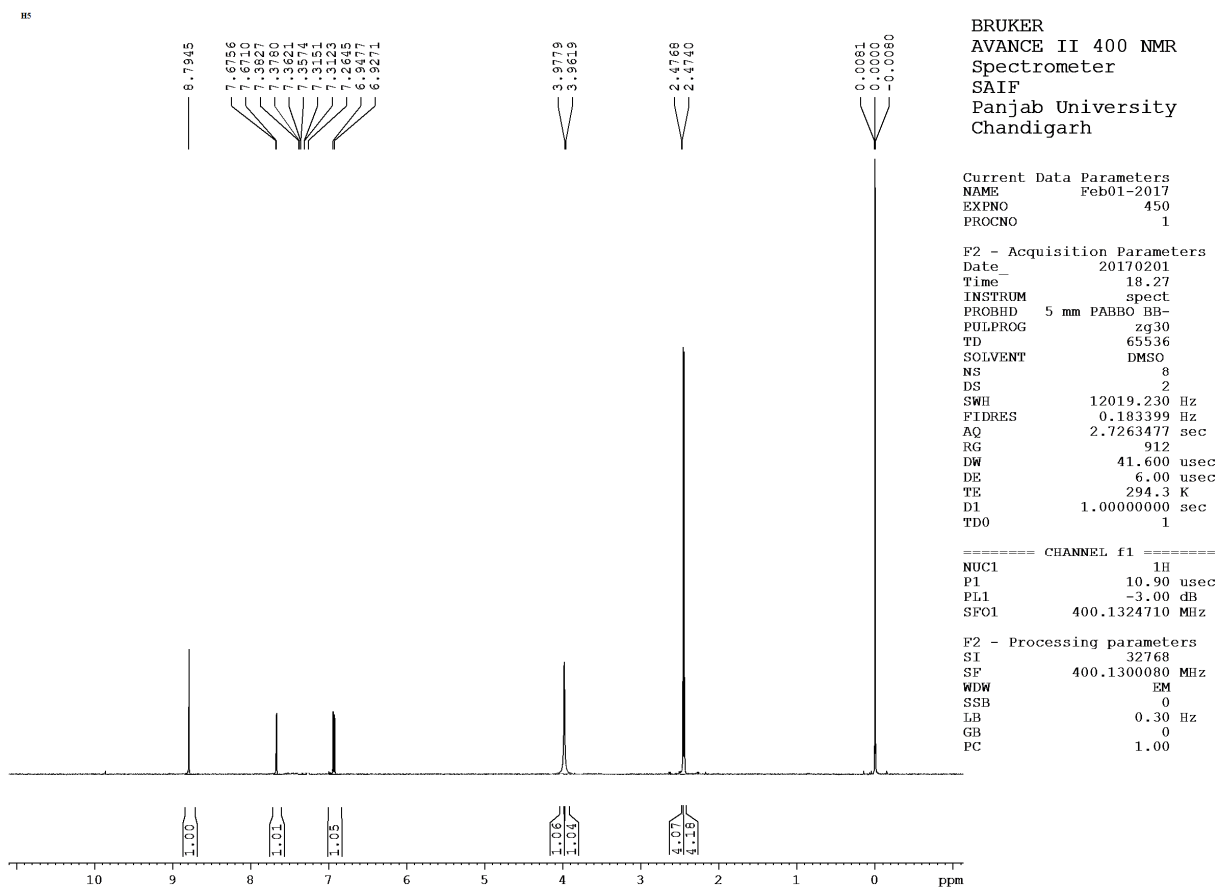 H5
8.7945
7.6756
7.6710
7.3827
7.3780
7.3621
7.3574
7.3151
7.3123
7.2645
6.9477
6.9271
3.9779
3.9619
2.4768
2.4740
0.0081
0.0000
-0.0080
BRUKER
AVANCE II 400 NMR
Spectrometer
SAIF
Panjab University
Chandigarh
Current Data Parameters
NAME Feb01-2017
EXPNO 450
PROCNO 1
F2 - Acquisition Parameters
Date_ 20170201
Time 18.27
INSTRUM spect
PROBHD 5 mm PABBO BB-
PULPROG zg30
TD 65536
SOLVENT DMSO
NS 8
DS 2
SWH 12019.230 Hz
FIDRES 0.183399 Hz
AQ 2.7263477 sec
RG 912
DW 41.600 usec
DE 6.00 usec
TE 294.3 K
D1 1.00000000 sec
TD0 1
======== CHANNEL f1 ========
NUC1 1H
P1 10.90 usec
PL1 -3.00 dB
SFO1 400.1324710 MHz
F2 - Processing parameters
SI 32768
SF 400.1300080 MHz
WDW EM
SSB 0
LB 0.30 Hz
GB 0
PC 1.00
1.00
1.01
1.05
1.06
1.04
4.07
4.18
10 9 8 7 6 5 4 3 2 1 0 ppm